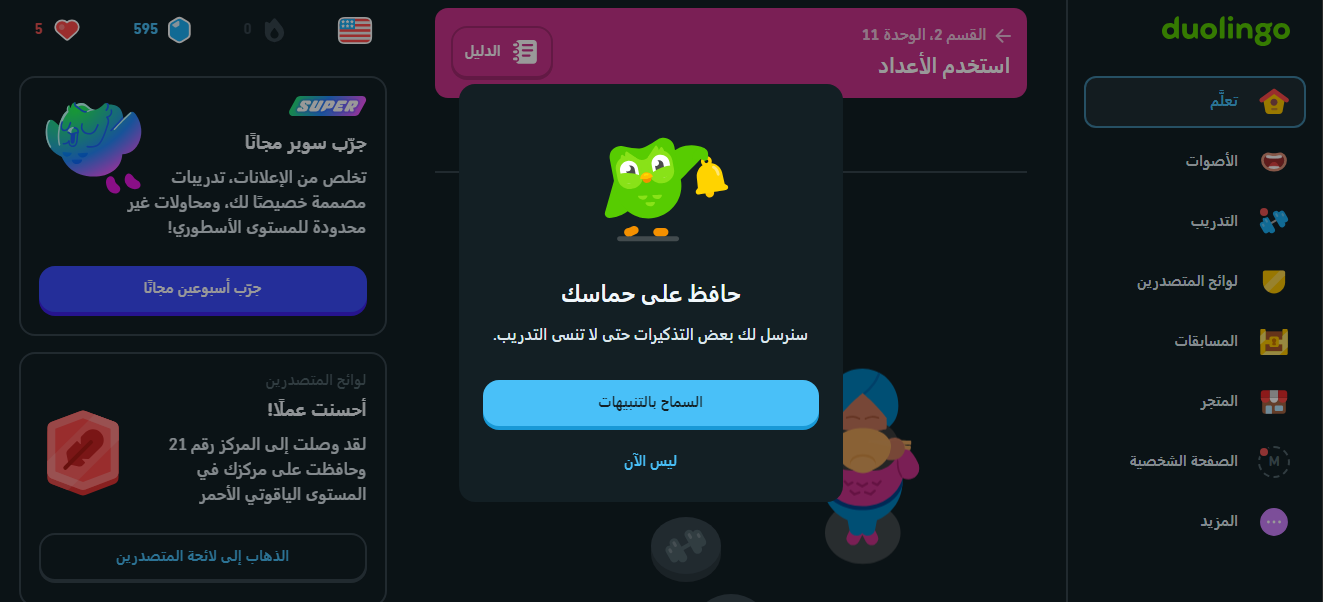 duolingo
تعلَّم
الأصوات
التدريب
لوائح المتصدرين
المسابقات
المتجر
M
الصفحة الشخصية
المزيد
القسم 2، الوحدة 11
استخدم الأعداد
الدليل
حافظ على حماسك
سنرسل لك بعض التذكيرات حتى لا تنسى التدريب.
السماح بالتنبيهات
ليس الآن
0
595
5
SUPER
جرّب سوبر مجانًا
تخلص من الإعلانات، تدريبات
مصممة خصيصًا لك، ومحاولات غير
محدودة للمستوى الأسطوري!
جرّب أسبوعين مجانًا
لوائح المتصدرين
أحسنت عملًا!
لقد وصلت إلى المركز رقم 21
وحافظت على مركزك في
المستوى الياقوتي الأحمر
الذهاب إلى لائحة المتصدرين